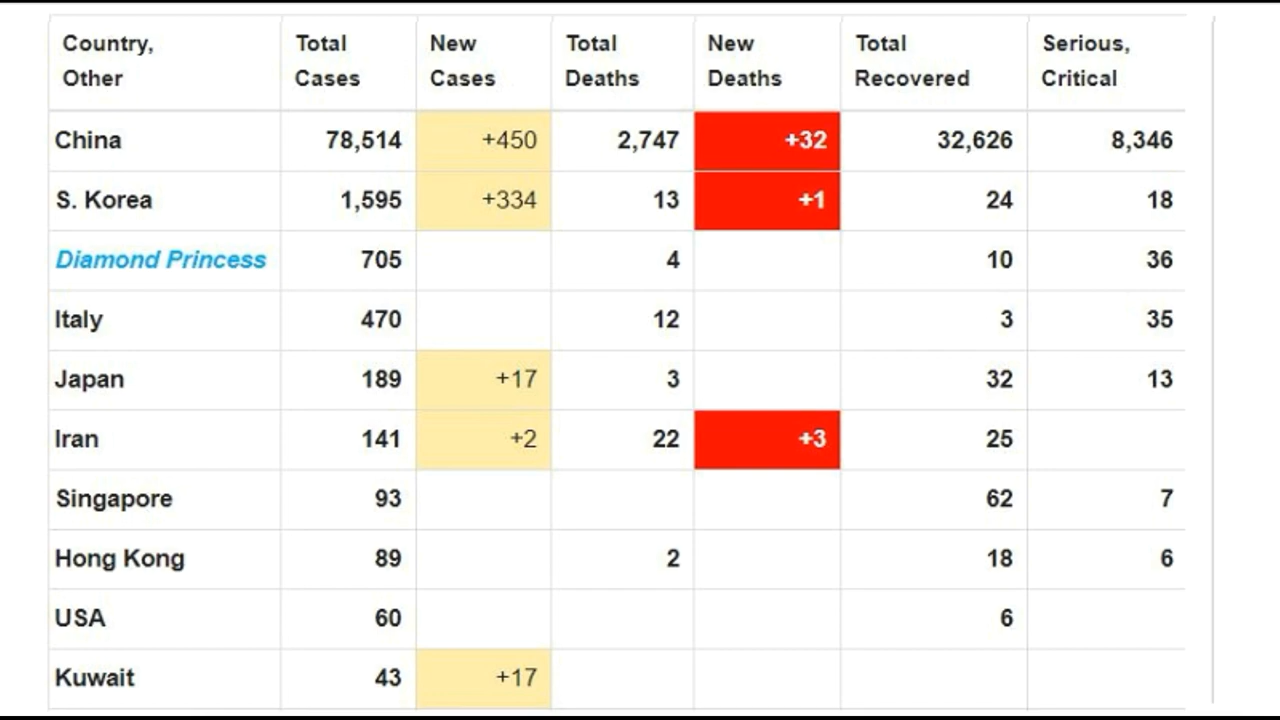 Country, Other Total Cases New Cases Total Deaths New Deaths Total Recovered Serious, Critical
China 78,514 +450 2,747 +32 32,626 8,346
S. Korea 1,595 +334 13 +1 24 18
Diamond Princess 705 4 10 36
Italy 470 12 3 35
Japan 189 +17 3 32 13
Iran 141 +2 22 +3 25
Singapore 93 62 7
Hong Kong 89 2 18 6
USA 60 6
Kuwait 43 +17